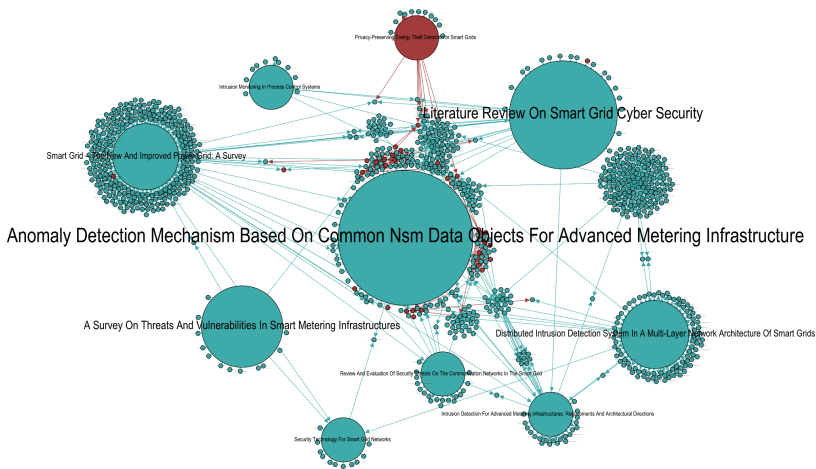 Privacy-Preserving Energy Theft Detection In Smart Grids
Intrusion Monitoring In Process Control Systems
Literature Review On Smart Grid Cyber Security
Smart Grid - The New And Improved Power Grid: A Survey
Anomaly Detection Mechanism Based On Common Nsm Data Objects For Advanced Metering Infrastructure
A Survey On Threats And Vulnerabilities In Smart Metering Infrastructures
Distributed Intrusion Detection System In A Multi-Layer Network Architecture Of Smart Grids
Review And Evaluation Of Security Threats On The Communication Networks In The Smart Grid
Intrusion Detection For Advanced Metering Infrastructures: Requirements And Architectural Directions
Security Technology For Smart Grid Networks